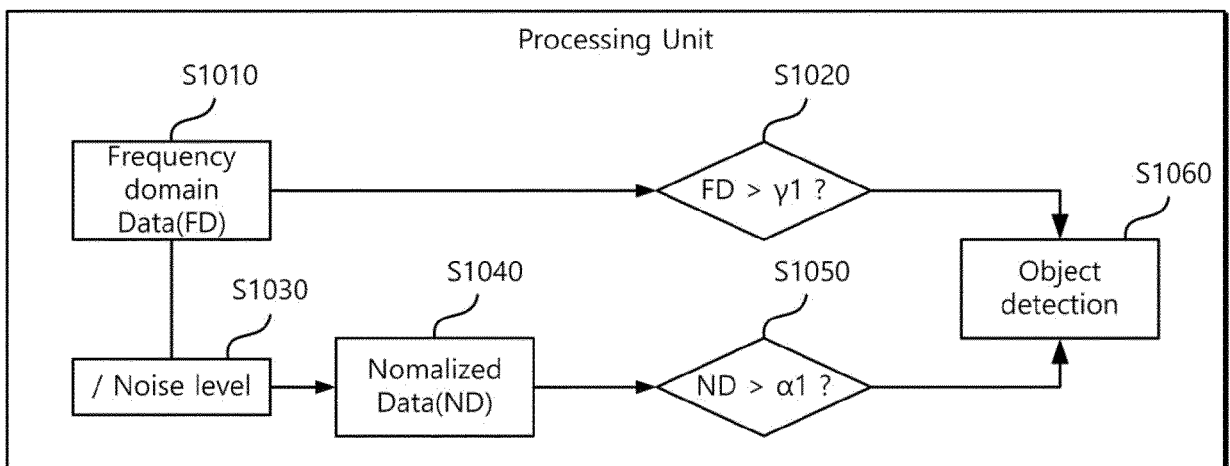 Processing Unit
S1010
S1020
Frequency
domain
Data(FD)
FD > γ1 ?
S1060
Object
detection
S1030
S1040
S1050
/ Noise level
Nomalized
Data(ND)
ND > α1 ?